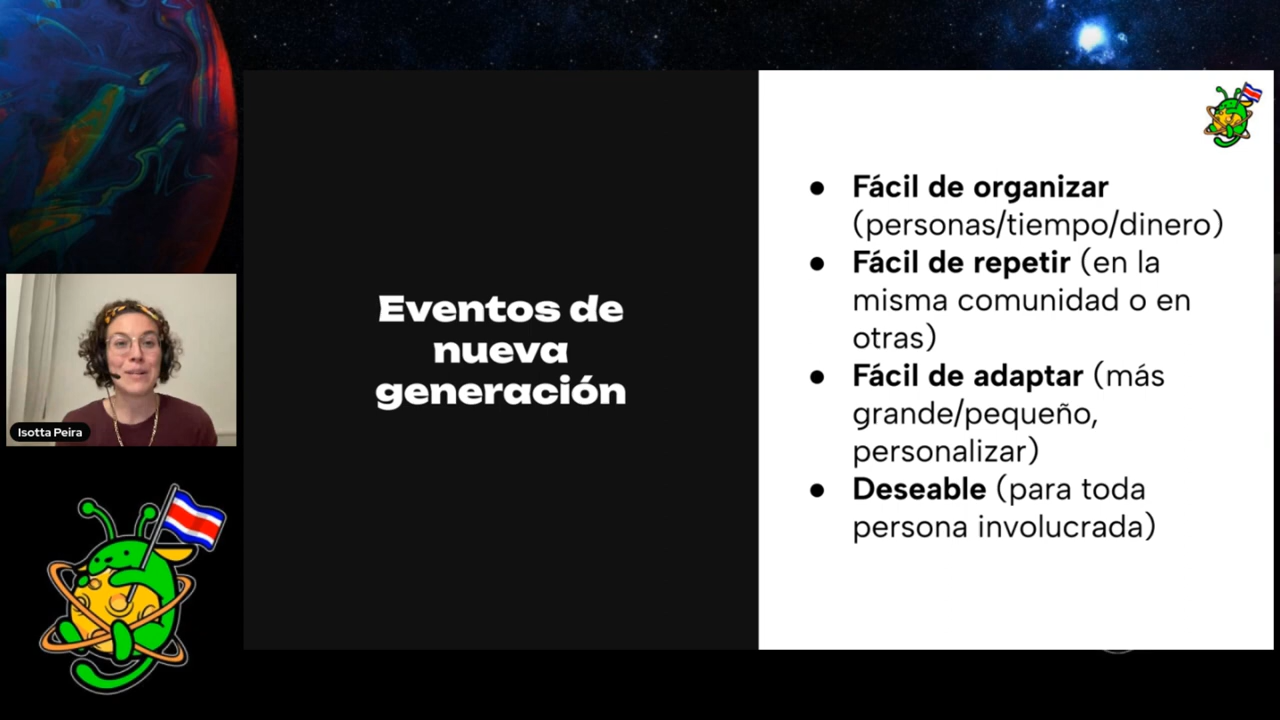 Eventos de
nueva
generación
● Fácil de organizar
(personas/tiempo/dinero)
● Fácil de repetir (en la
misma comunidad o en
otras)
● Fácil de adaptar (más
grande/pequeño,
personalizar)
● Deseable (para toda
persona involucrada)
Isotta Peira